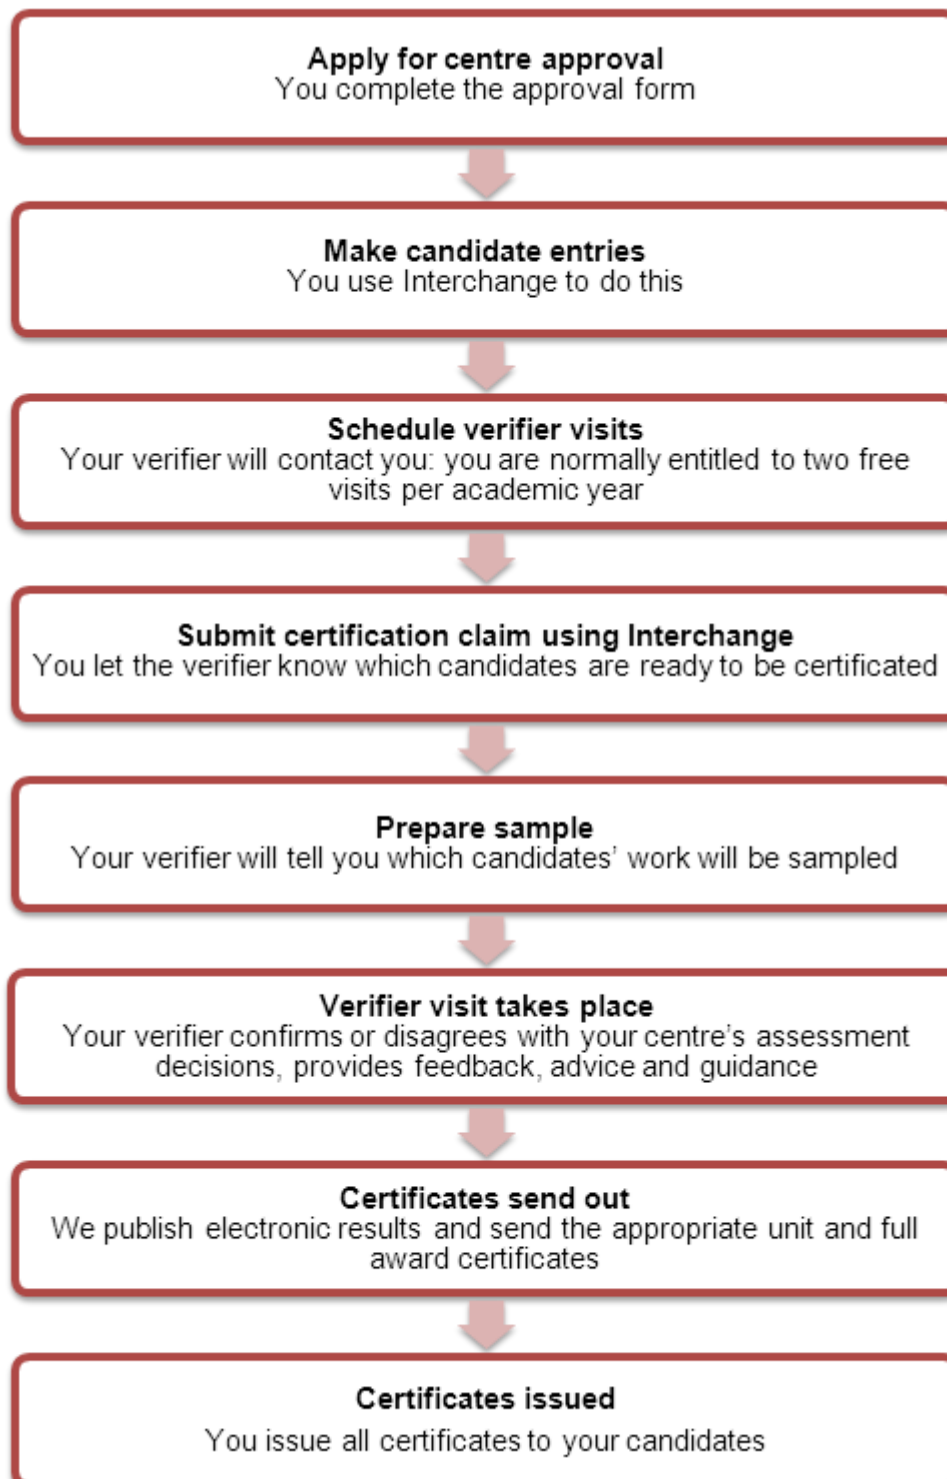 Apply for centre approval
You complete the approval form
Make candidate entries
You use Interchange to do this
Schedule verifier visits
Your verifier will contact you: you are normally entitled to two free
visits per academic year
Submit certification claim using Interchange
You let the verifier know which candidates are ready to be certificated
Prepare sample
Your verifier will tell you which candidates’ work will be sampled
Verifier visit takes place
Your verifier confirms or disagrees with your centre’s assessment
decisions, provides feedback, advice and guidance
Certificates send out
We publish electronic results and send the appropriate unit and full
award certificates
Certificates issued
You issue all certificates to your candidates